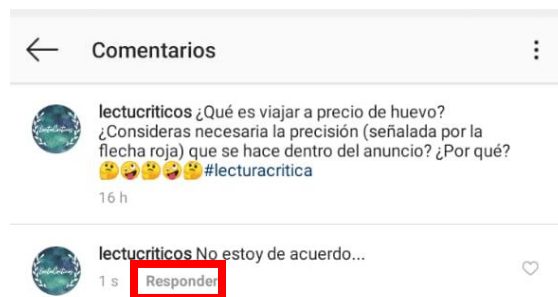 Comentarios
lectucriticos ¿Qué es viajar a precio de huevo?
¿Consideras necesaria la precisión (señalada por la
flecha roja) que se hace dentro del anuncio? ¿Por qué?
🤔🤪🤔🤪🤔#lecturacritica
16 h
lectucriticos No estoy de acuerdo...
1 s Responder